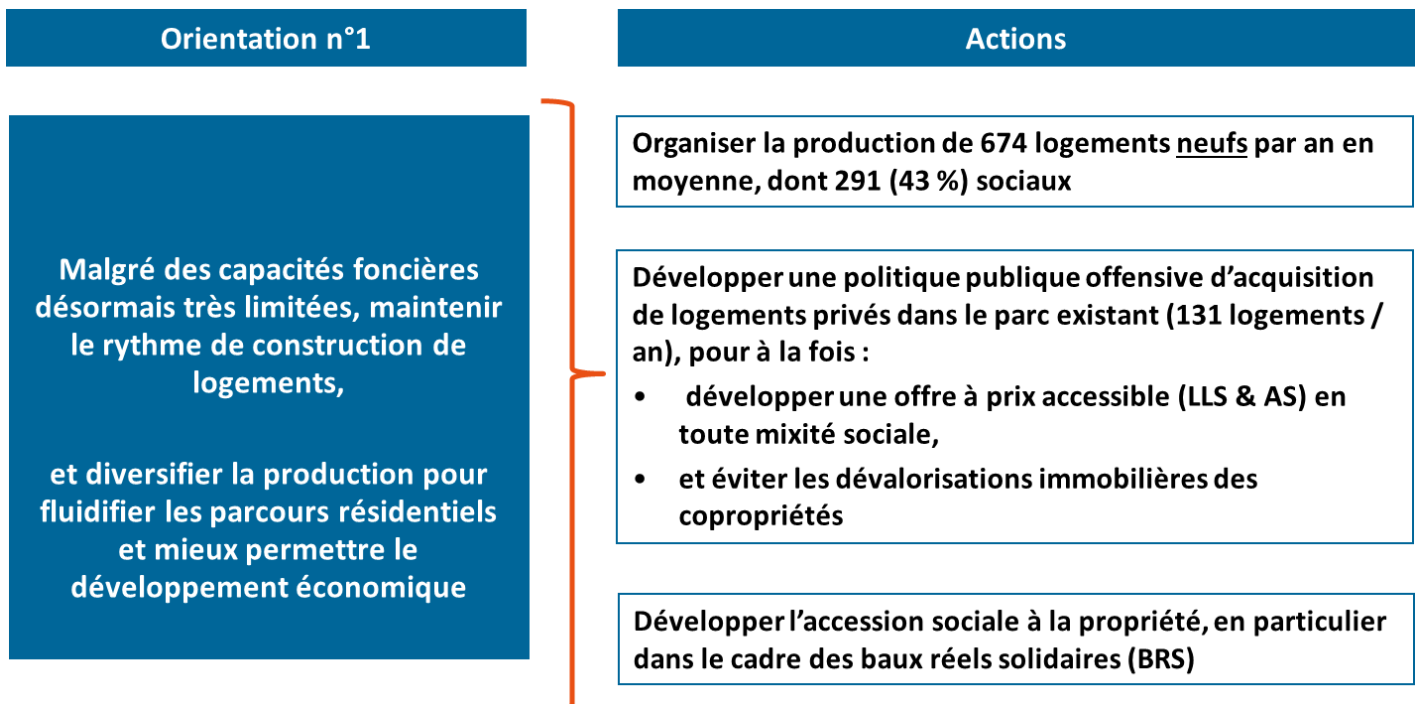 Orientation n°1
Malgré des capacités foncières
désormais très limitées, maintenir
le rythme de construction de
logements,
et diversifier la production pour
fluidifier les parcours résidentiels
et mieux permettre le
développement économique
Actions
Organiser la production de 674 logements neufs par an en
moyenne, dont 291 (43 %) sociaux
Développer une politique publique offensive d’acquisition
de logements privés dans le parc existant (131 logements /
an), pour à la fois :
• développer une offre à prix accessible (LLS & AS) en
toute mixité sociale,
• et éviter les dévalorisations immobilières des
copropriétés
Développer l’accession sociale à la propriété, en particulier
dans le cadre des baux réels solidaires (BRS)